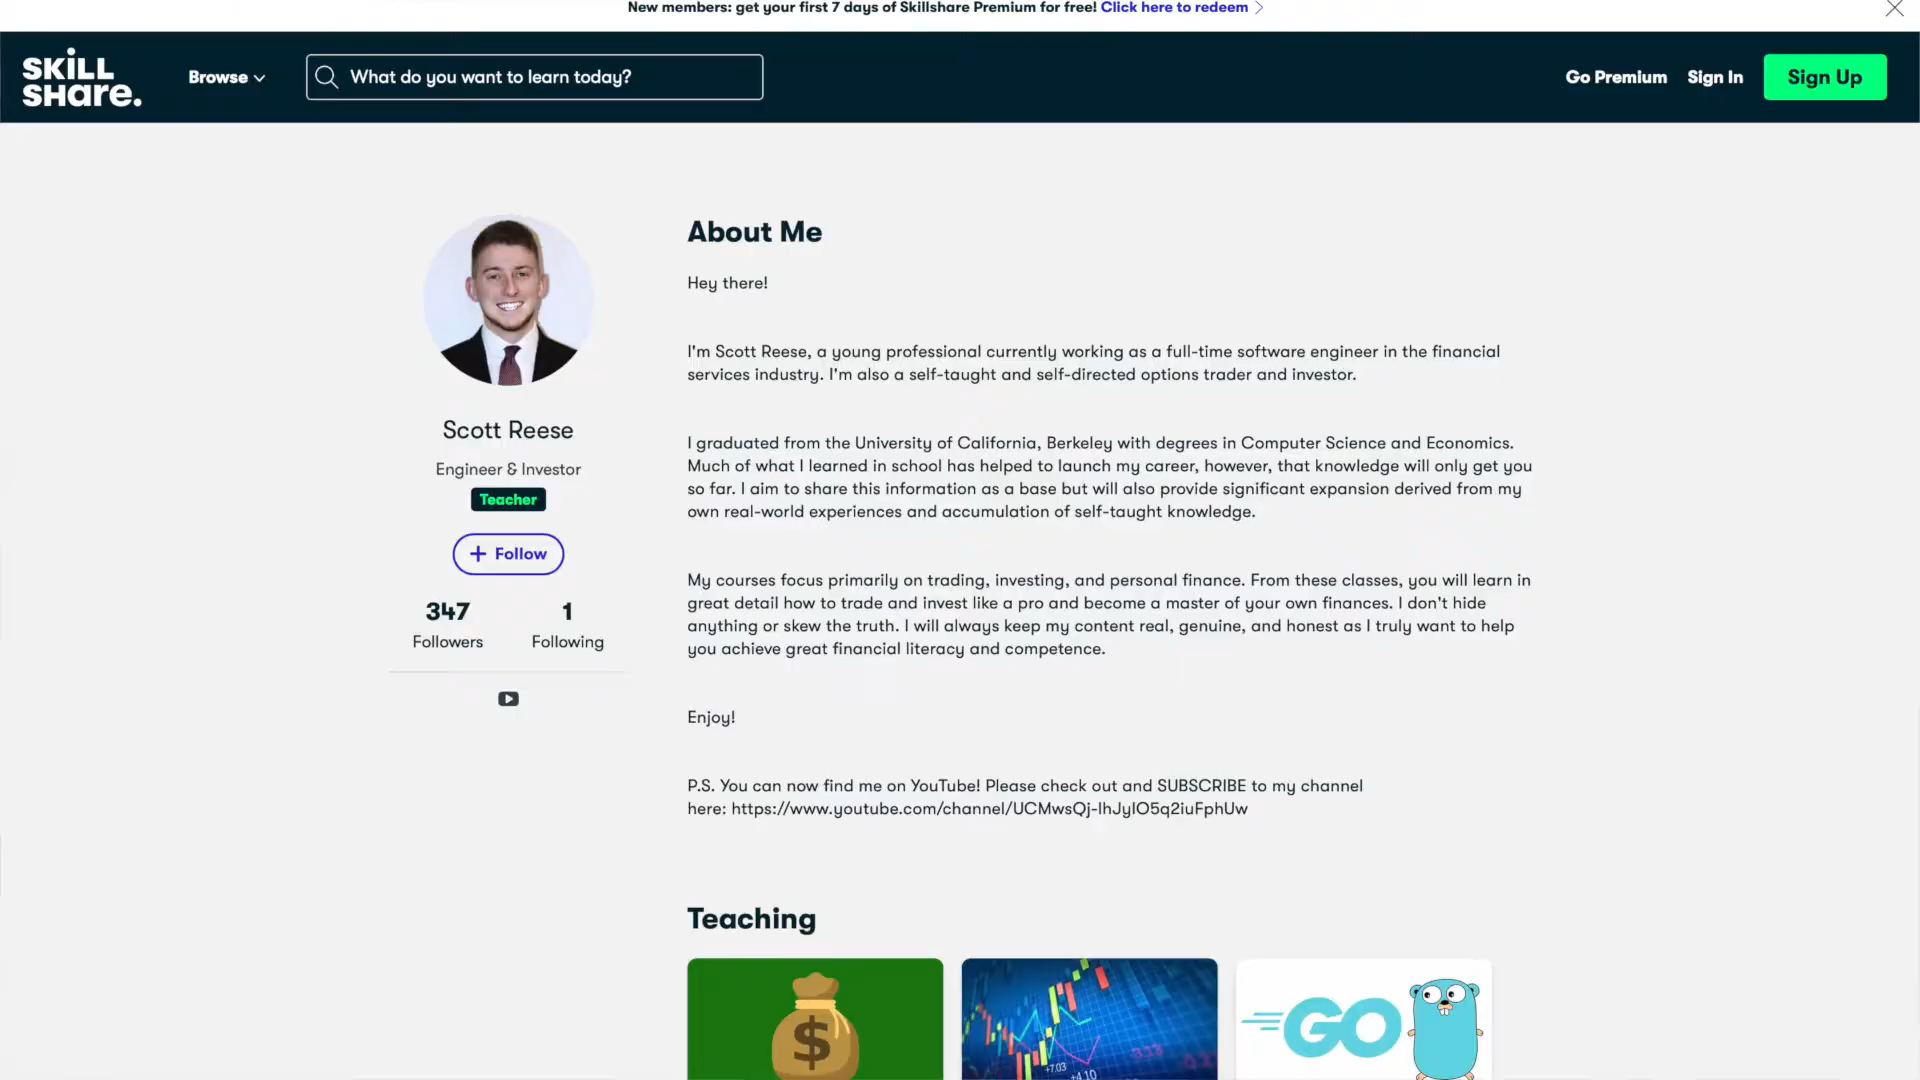 New members: get your first 7 days of Skillshare Premium for free! Click here to redeem
SKILL
SHare.
Browse
What do you want to learn today?
Go Premium
Sign In
Sign Up
Scott Reese
Engineer & Investor
Teacher
+ Follow
347
Followers
1
Following
About Me
Hey there!
I'm Scott Reese, a young professional currently working as a full-time software engineer in the financial
services industry. I'm also a self-taught and self-directed options trader and investor.
I graduated from the University of California, Berkeley with degrees in Computer Science and Economics.
Much of what I learned in school has helped to launch my career, however, that knowledge will only get you
so far. I aim to share this information as a base but will also provide significant expansion derived from my
own real-world experiences and accumulation of self-taught knowledge.
My courses focus primarily on trading, investing, and personal finance. From these classes, you will learn in
great detail how to trade and invest like a pro and become a master of your own finances. I don't hide
anything or skew the truth. I will always keep my content real, genuine, and honest as I truly want to help
you achieve great financial literacy and competence.
Enjoy!
P.S. You can now find me on YouTube! Please check out and SUBSCRIBE to my channel
here: https://www.youtube.com/channel/UCMwsQj-lhJylO5q2iuFphUw
Teaching
$
+7.03
+4.10
3.13
GO